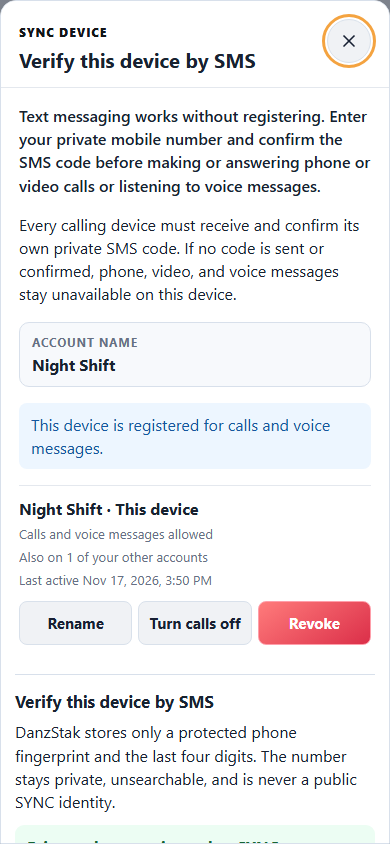 SYNC DEVICE
Verify this device by SMS
Text messaging works without registering. Enter
your private mobile number and confirm the
SMS code before making or answering phone or
video calls or listening to voice messages.
Every calling device must receive and confirm its
own private SMS code. If no code is sent or
confirmed, phone, video, and voice messages
stay unavailable on this device.
ACCOUNT NAME
Night Shift
This device is registered for calls and voice
messages.
Night Shift · This device
Calls and voice messages allowed
Also on 1 of your other accounts
Last active Nov 17, 2026, 3:50 PM
Rename
Turn calls off
Revoke
Verify this device by SMS
DanzStak stores only a protected phone
fingerprint and the last four digits. The number
stays private, unsearchable, and is never a public
SYNC identity.